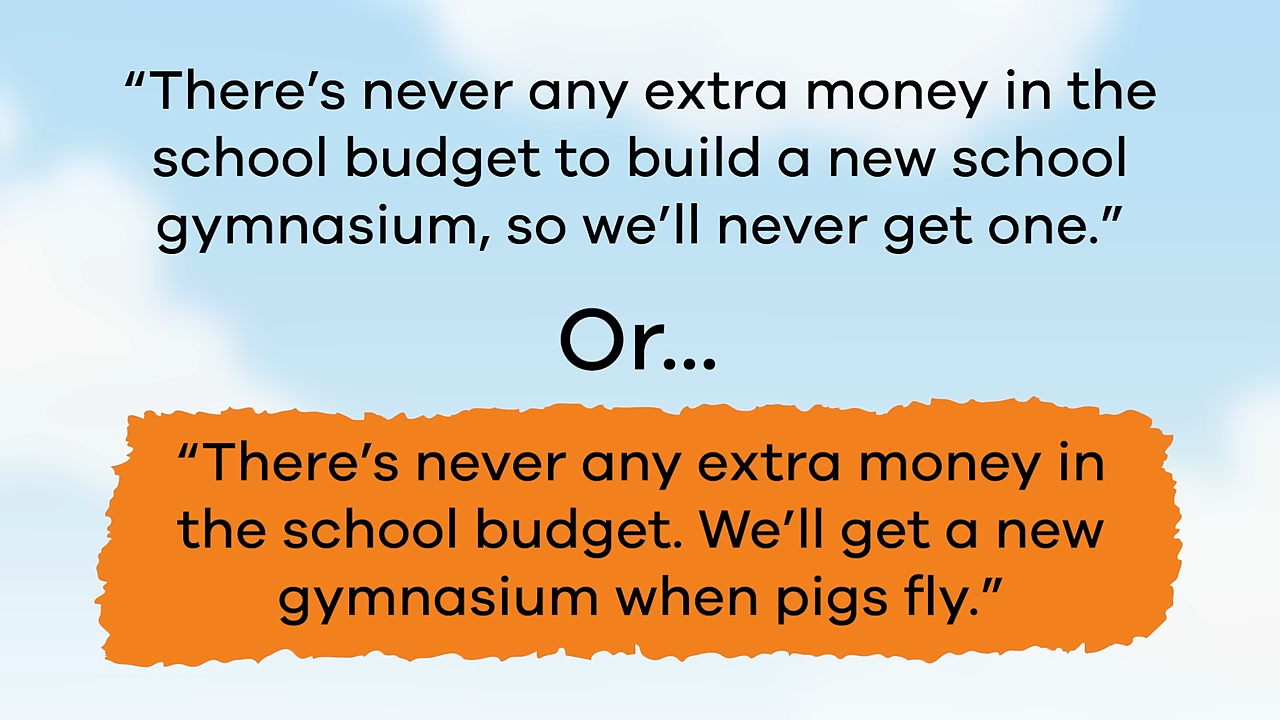 “There’s never any extra money in the
school budget to build a new school
gymnasium, so we’ll never get one.”
Or...
“There’s never any extra money in
the school budget. We’ll get a new
gymnasium when pigs fly.”